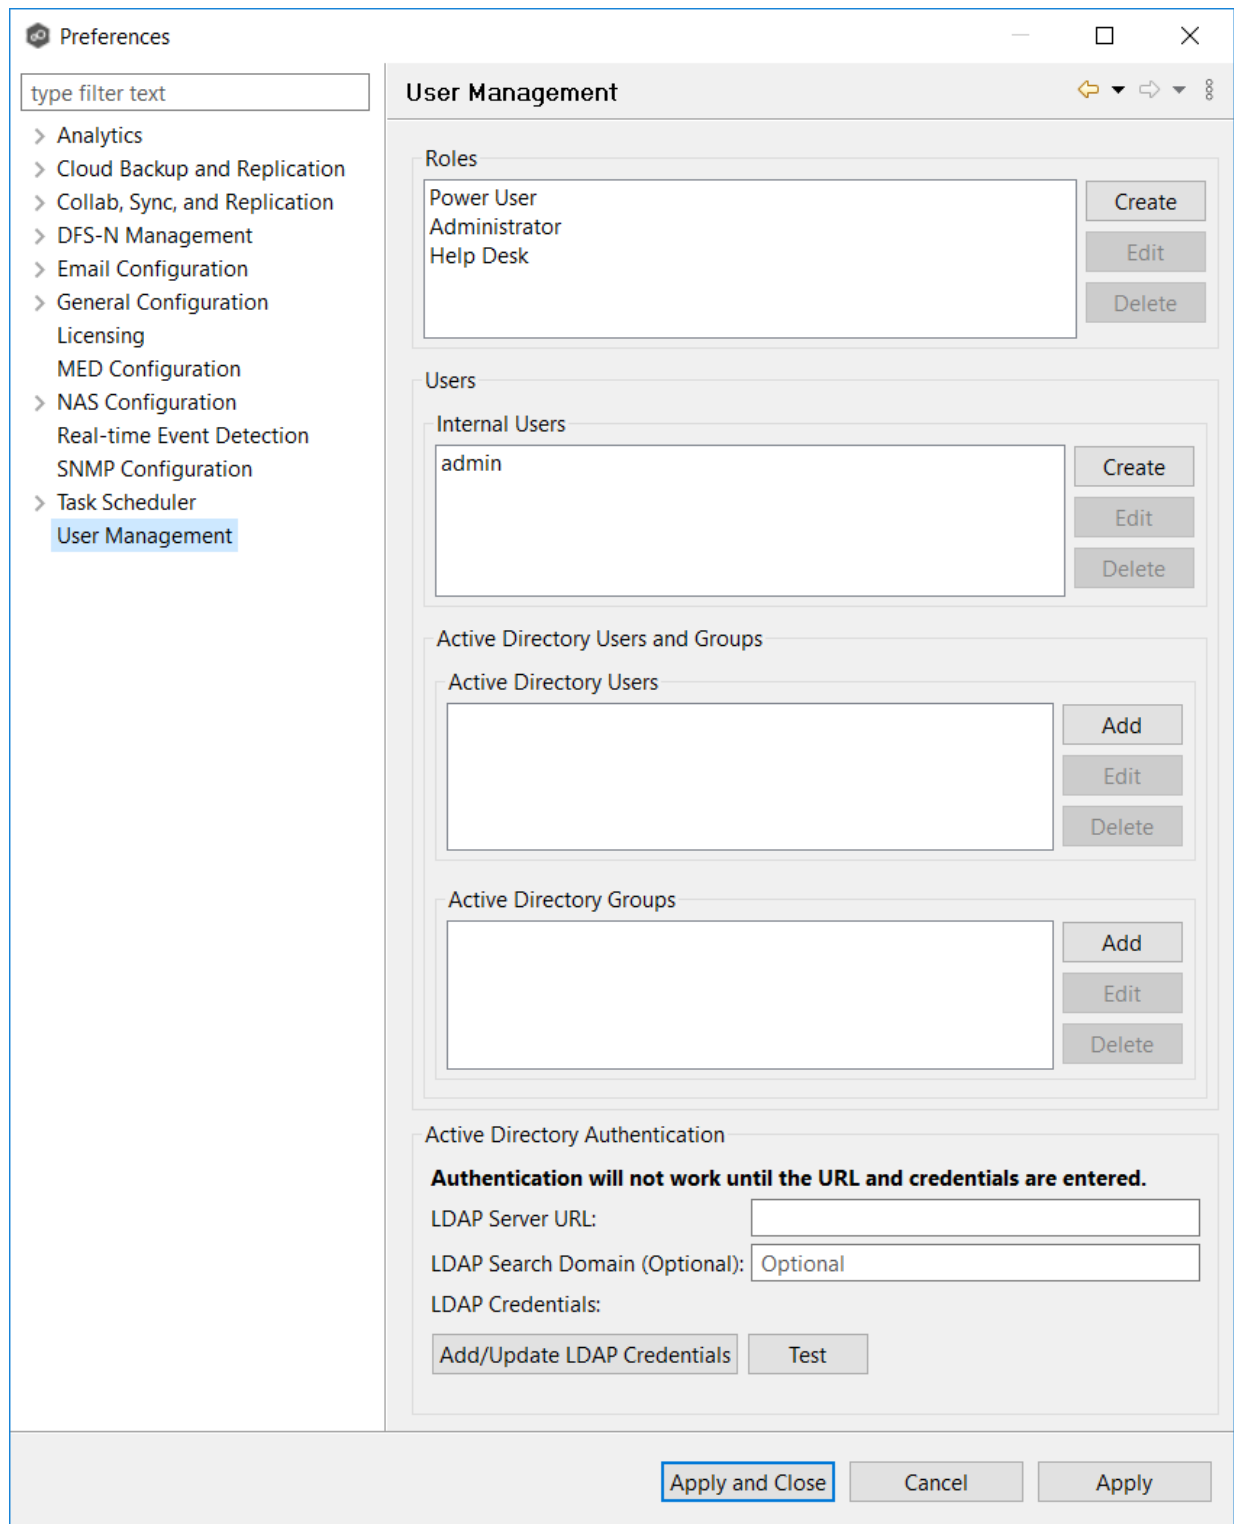 Preferences
type filter text
Analytics
Cloud Backup and Replication
Collab, Sync, and Replication
DFS-N Management
Email Configuration
General Configuration
Licensing
MED Configuration
NAS Configuration
Real-time Event Detection
SNMP Configuration
Task Scheduler
User Management
User Management
Roles
Power User
Administrator
Help Desk
Create
Edit
Delete
Users
Internal Users
admin
Create
Edit
Delete
Active Directory Users and Groups
Active Directory Users
Add
Edit
Delete
Active Directory Groups
Add
Edit
Delete
Active Directory Authentication
Authentication will not work until the URL and credentials are entered.
LDAP Server URL:
LDAP Search Domain (Optional): Optional
LDAP Credentials:
Add/Update LDAP Credentials Test
Apply and Close Cancel Apply